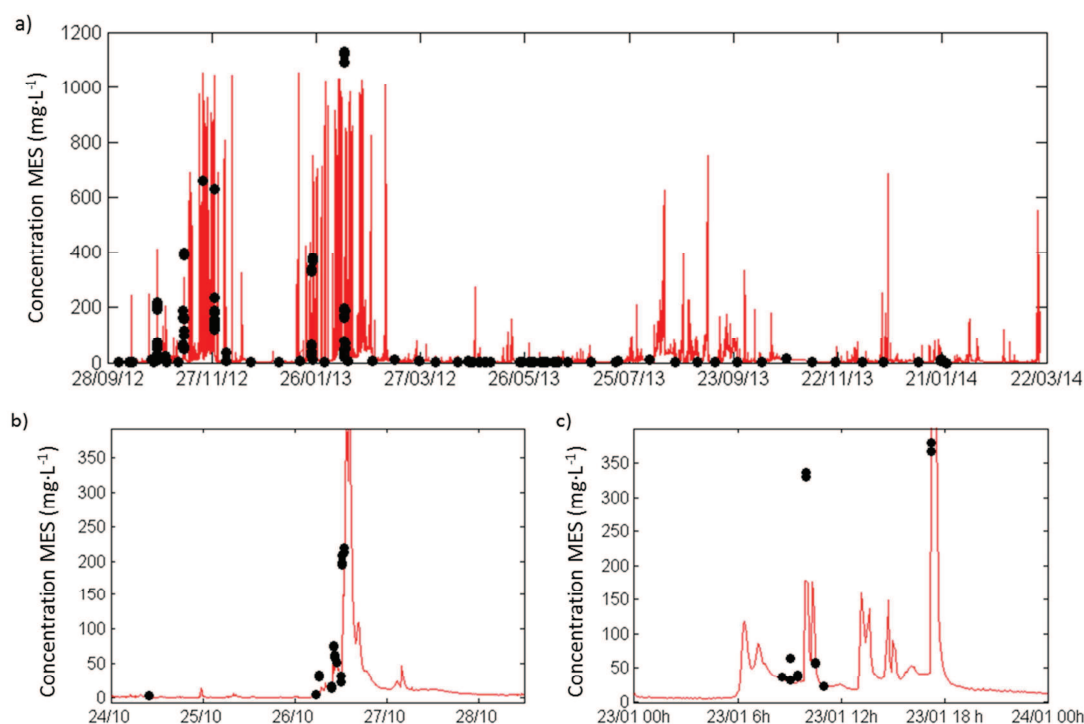 a)
Concentration MES (mg·L⁻¹)
1200
1000
800
600
400
200
0
28/09/12 27/11/12 26/01/13 27/03/12 26/05/13 25/07/13 23/09/13 22/11/13 21/01/14 22/03/14
b)
Concentration MES (mg·L⁻¹)
350
300
250
200
150
100
50
0
24/10 25/10 26/10 27/10 28/10
c)
Concentration MES (mg·L⁻¹)
350
300
250
200
150
100
50
0
23/01 00h 23/01 6h 23/01 12h 23/01 18h 24/01 00h